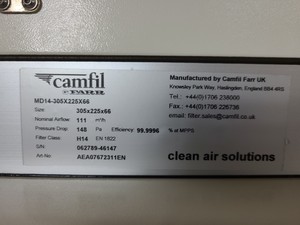 camfil
FARR
MD14-305X225X66
Size 305x225x66
Nominal Airflow 111 m³/h
Pressure Drop 148 Pa Efficiency 99.9996 % at MPPS
Filter Class H14 EN 1822
S/N: 062789-46147
Art.No AEA07672311EN
Manufactured by Camfil Farr UK
Knowsley Park Way, Haslingden, England BB4 4RS
Tel.: +44(0)1706 238000
Fax.: +44(0)1706 226736
email: filter.sales@camfil.co.uk
clean air solutions